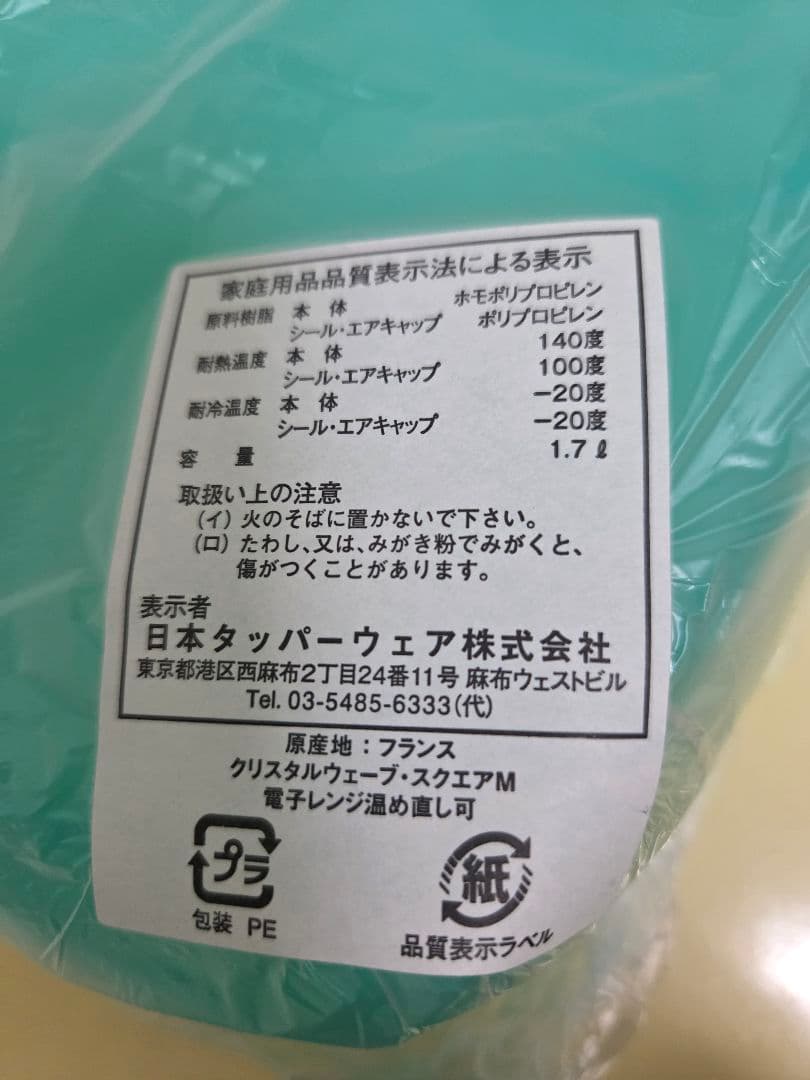 家庭用品品質表示法による表示
原料樹脂 本 体 ホモポリプロピレン
シール・エアキャップ ポリプロピレン
耐熱温度 本 体 140度
シール・エアキャップ 100度
耐冷温度 本 体 −20度
シール・エアキャップ −20度
容 量 1.7ℓ
取扱い上の注意
(イ) 火のそばに置かないで下さい。
(ロ) たわし、又は、みがき粉でみがくと、
傷がつくことがあります。
表示者
日本タッパーウェア株式会社
東京都港区西麻布2丁目24番11号 麻布ウェストビル
Tel. 03-5485-6333(代)
原産地：フランス
クリスタルウェーブ・スクエアM
電子レンジ温め直し可
プラ
包装 PE
紙
品質表示ラベル